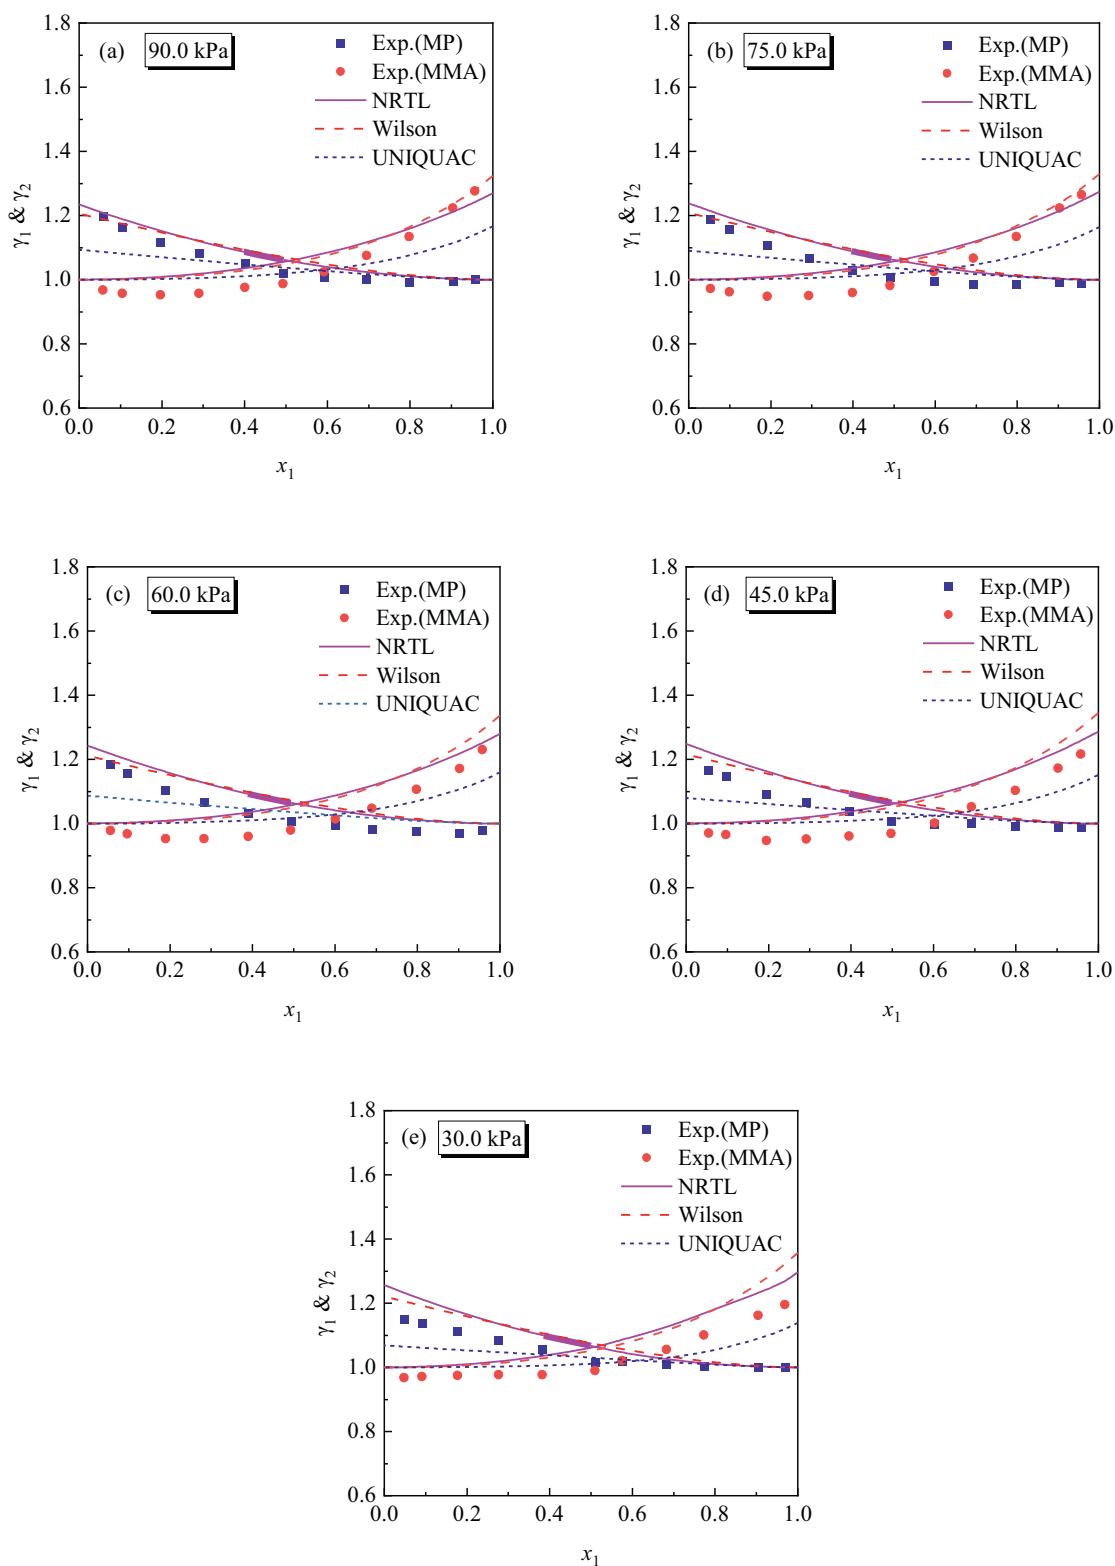 (a) 90.0 kPa
Exp.(MP)
Exp.(MMA)
NRTL
Wilson
UNIQUAC
γ1 & γ2
1.8
1.6
1.4
1.2
1.0
0.8
0.6
0.0 0.2 0.4 0.6 0.8 1.0
x1
(b) 75.0 kPa
Exp.(MP)
Exp.(MMA)
NRTL
Wilson
UNIQUAC
γ1 & γ2
1.8
1.6
1.4
1.2
1.0
0.8
0.6
0.0 0.2 0.4 0.6 0.8 1.0
x1
(c) 60.0 kPa
Exp.(MP)
Exp.(MMA)
NRTL
Wilson
UNIQUAC
γ1 & γ2
1.8
1.6
1.4
1.2
1.0
0.8
0.6
0.0 0.2 0.4 0.6 0.8 1.0
x1
(d) 45.0 kPa
Exp.(MP)
Exp.(MMA)
NRTL
Wilson
UNIQUAC
γ1 & γ2
1.8
1.6
1.4
1.2
1.0
0.8
0.6
0.0 0.2 0.4 0.6 0.8 1.0
x1
(e) 30.0 kPa
Exp.(MP)
Exp.(MMA)
NRTL
Wilson
UNIQUAC
γ1 & γ2
1.8
1.6
1.4
1.2
1.0
0.8
0.6
0.0 0.2 0.4 0.6 0.8 1.0
x1